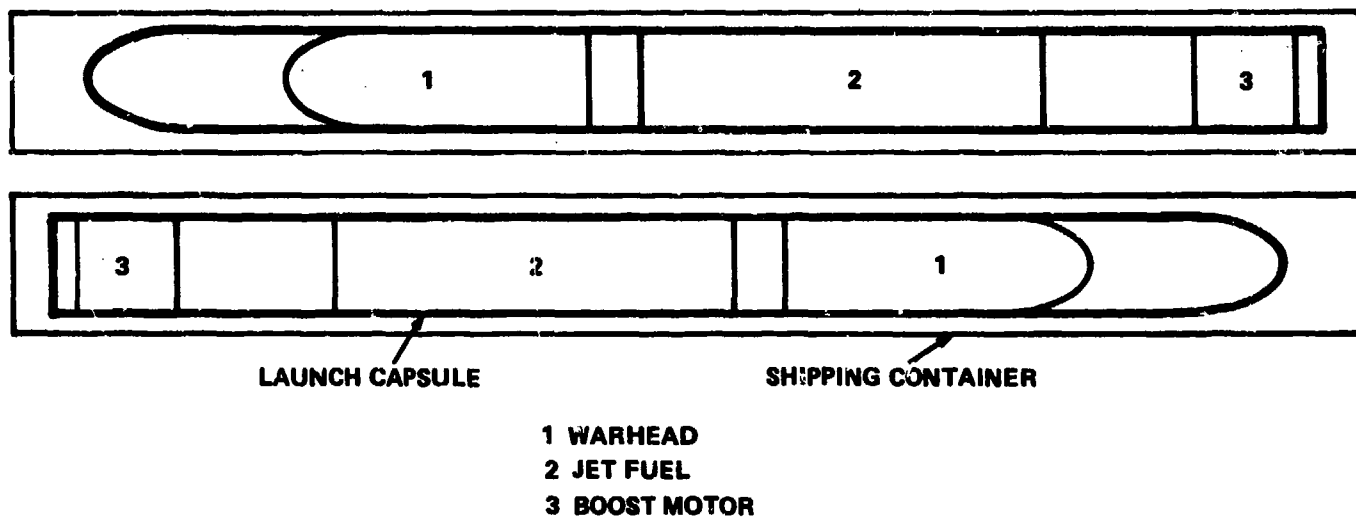 1 2 3
3 2 1
LAUNCH CAPSULE SHIPPING CONTAINER
1 WARHEAD
2 JET FUEL
3 BOOST MOTOR